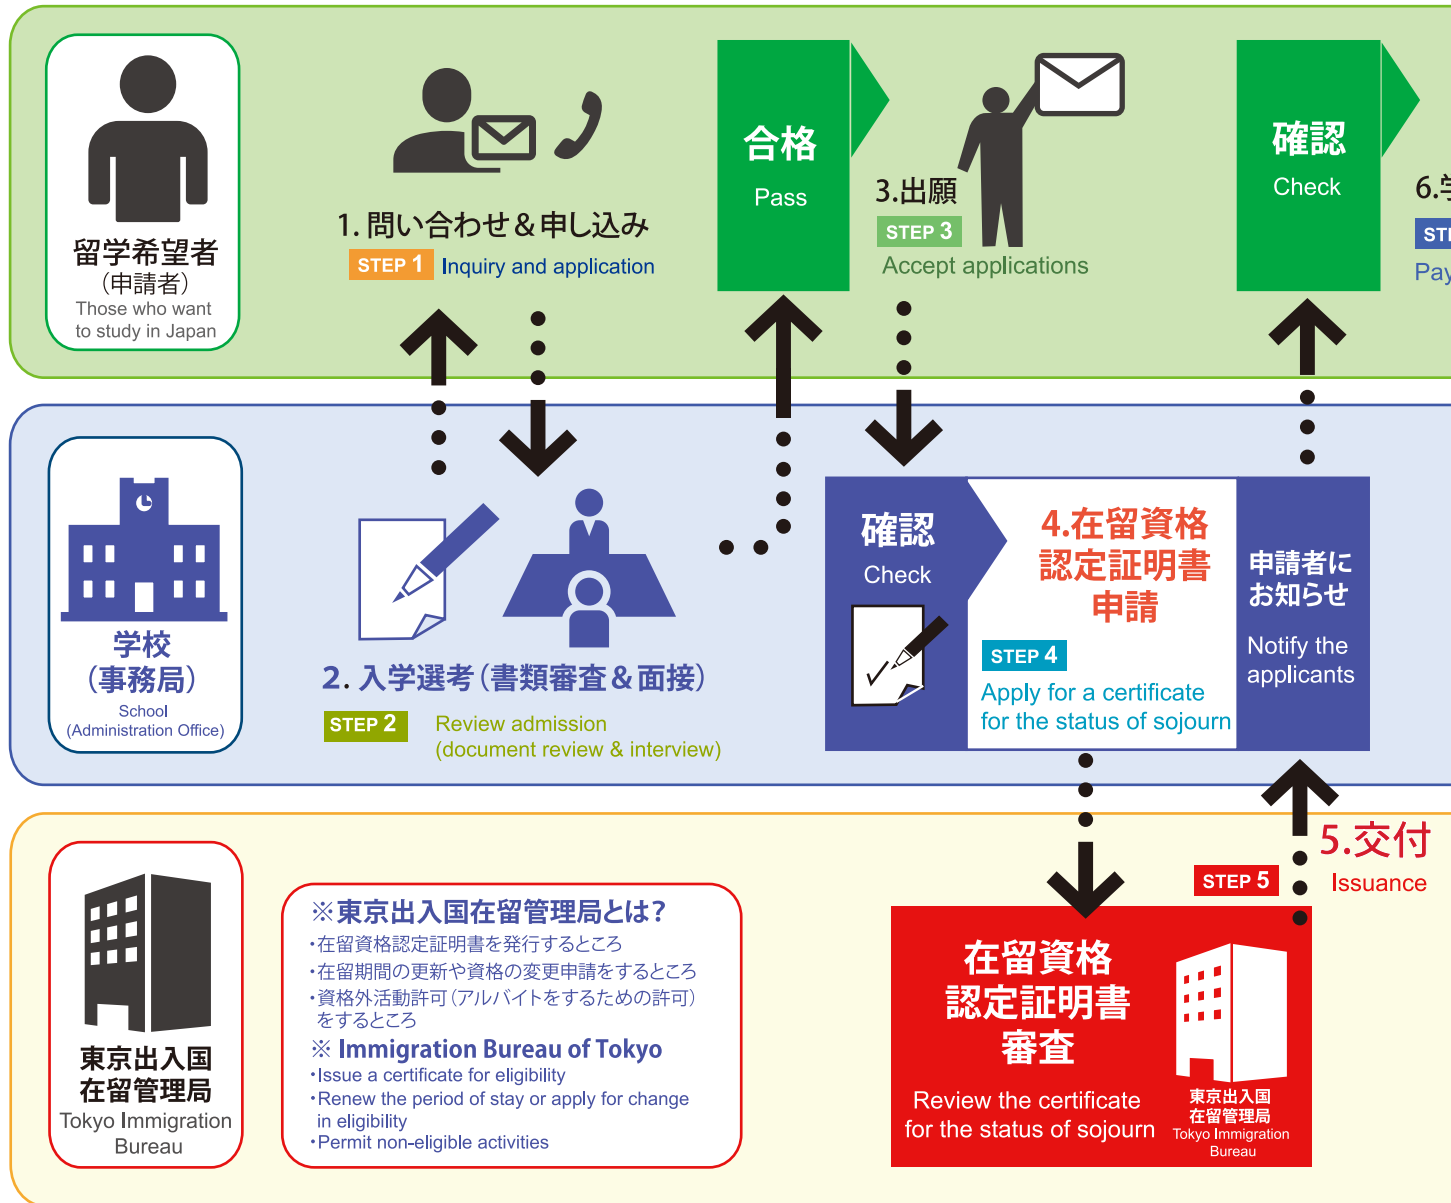 留学希望者
（申請者）
Those who want
to study in Japan
1. 問い合わせ＆申し込み
STEP 1 Inquiry and application
合格
Pass
3.出願
STEP 3
Accept applications
確認
Check
6.学
STE
Pay
学校
（事務局）
School
(Administration Office)
2. 入学選考（書類審査＆面接）
STEP 2 Review admission
(document review & interview)
確認
Check
4.在留資格
認定証明書
申請
STEP 4
Apply for a certificate
for the status of sojourn
申請者に
お知らせ
Notify the
applicants
東京出入国
在留管理局
Tokyo Immigration
Bureau
※東京出入国在留管理局とは？
・在留資格認定証明書を発行するところ
・在留期間の更新や資格の変更申請をするところ
・資格外活動許可（アルバイトをするための許可）
をするところ
※ Immigration Bureau of Tokyo
・Issue a certificate for eligibility
・Renew the period of stay or apply for change
in eligibility
・Permit non-eligible activities
STEP 5
5.交付
Issuance
在留資格
認定証明書
審査
Review the certificate
for the status of sojourn
東京出入国
在留管理局
Tokyo Immigration
Bureau